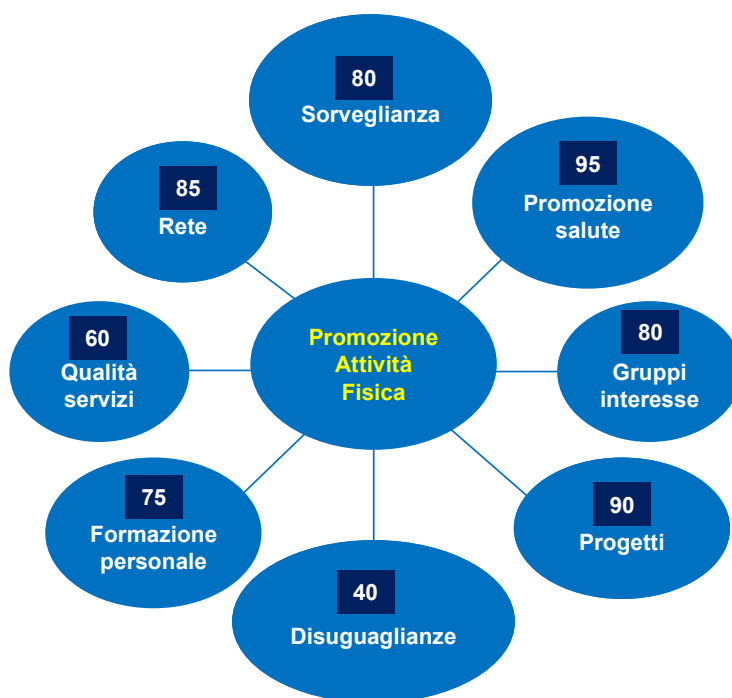 80
Sorveglianza
95
Promozione
salute
85
Rete
Promozione
Attività
Fisica
80
Gruppi
interesse
60
Qualità
servizi
75
Formazione
personale
90
Progetti
40
Disuguaglianze